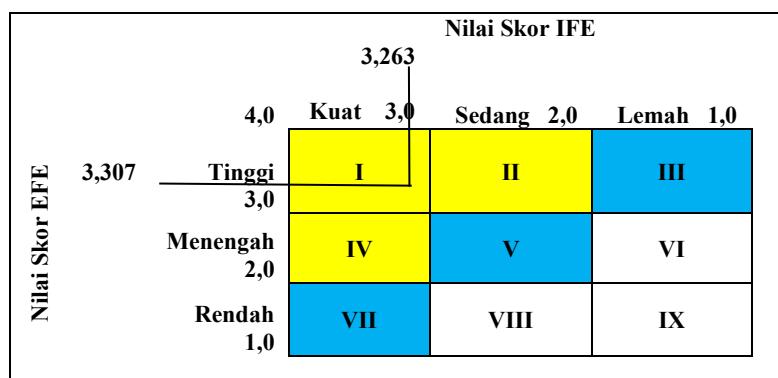 Nilai Skor IFE
3,263
4,0 Kuat 3,0 Sedang 2,0 Lemah 1,0
3,307 Tinggi I II III
3,0
Menengah IV V VI
2,0
Rendah VII VIII IX
1,0
Nilai Skor EFE